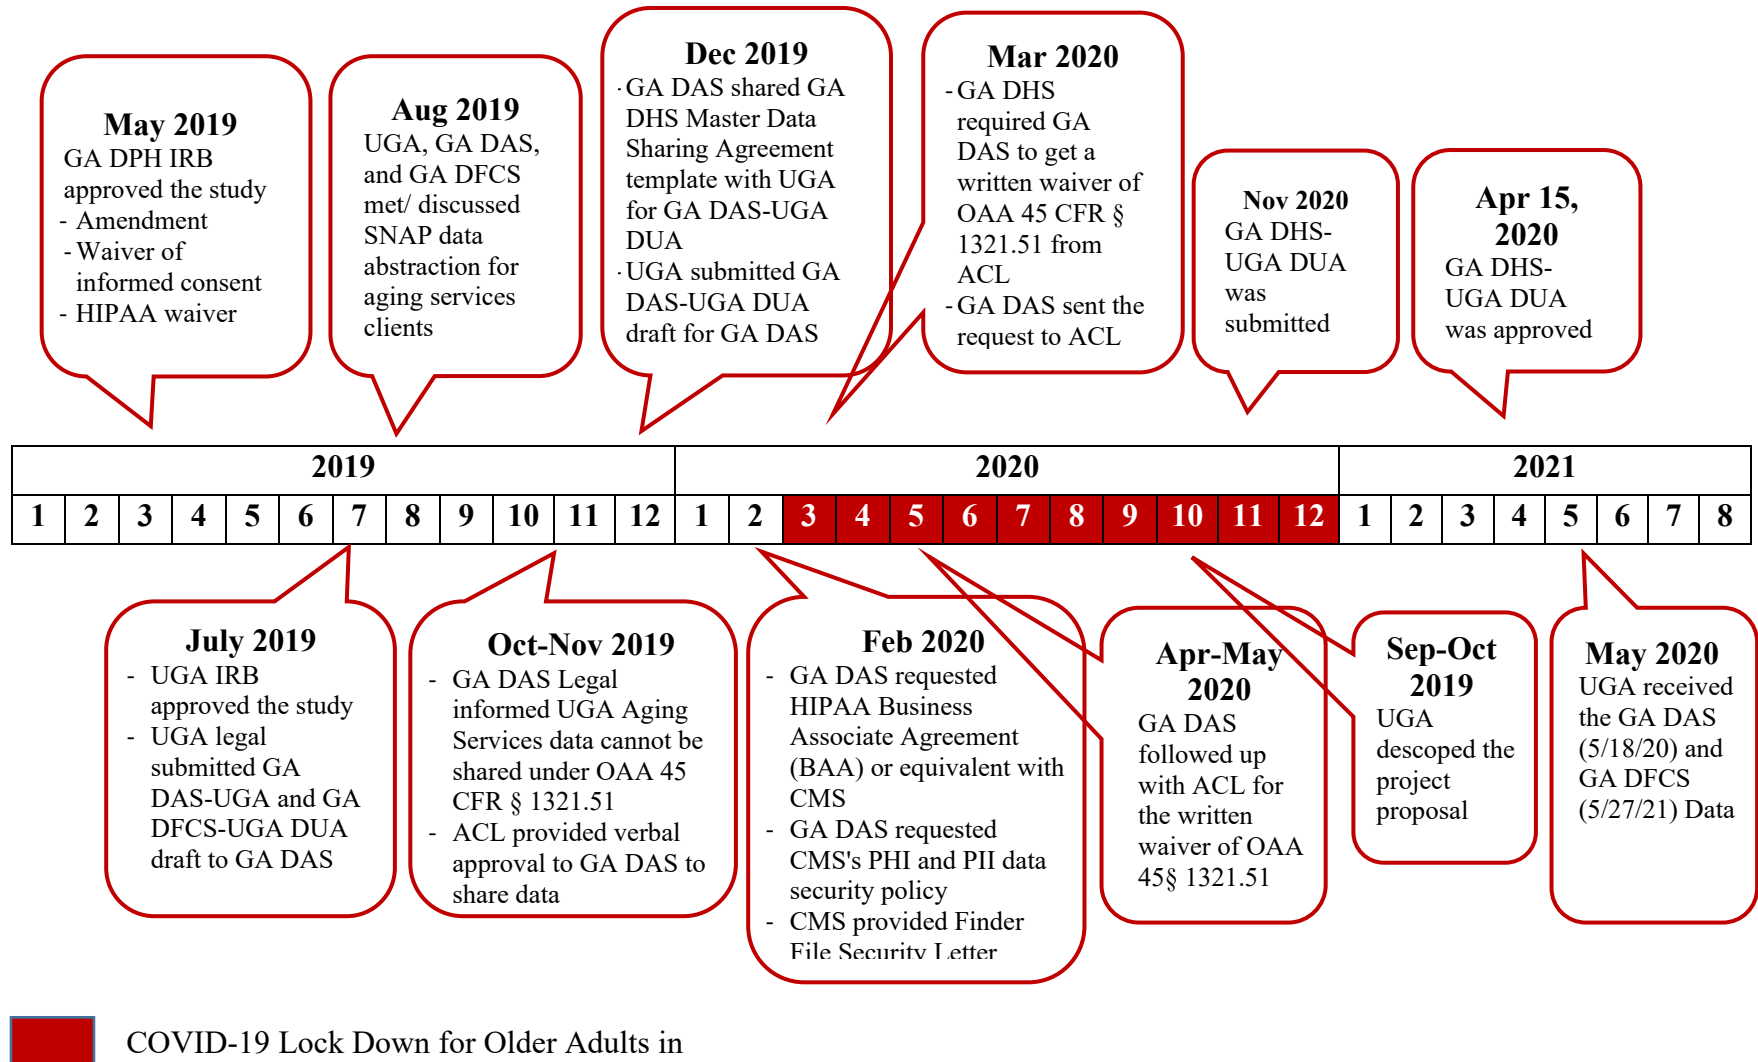 May 2019
GA DPH IRB
approved the study
- Amendment
- Waiver of
informed consent
- HIPAA waiver
Aug 2019
UGA, GA DAS,
and GA DFCS
met/ discussed
SNAP data
abstraction for
aging services
clients
Dec 2019
-GA DAS shared GA
DHS Master Data
Sharing Agreement
template with UGA
for GA DAS-UGA
DUA
-UGA submitted GA
DAS-UGA DUA
draft for GA DAS
Mar 2020
-GA DHS
required GA
DAS to get a
written waiver of
OAA 45 CFR §
1321.51 from
ACL
-GA DAS sent the
request to ACL
Nov 2020
GA DHS-
UGA DUA
was
submitted
Apr 15,
2020
GA DHS-
UGA DUA
was approved
2019 2020 2021
1 2 3 4 5 6 7 8 9 10 11 12 1 2 3 4 5 6 7 8 9 10 11 12 1 2 3 4 5 6 7 8
July 2019
- UGA IRB
approved the study
- UGA legal
submitted GA
DAS-UGA and GA
DFCS-UGA DUA
draft to GA DAS
Oct-Nov 2019
- GA DAS Legal
informed UGA Aging
Services data cannot be
shared under OAA 45
CFR § 1321.51
- ACL provided verbal
approval to GA DAS to
share data
Feb 2020
- GA DAS requested
HIPAA Business
Associate Agreement
(BAA) or equivalent with
CMS
- GA DAS requested
CMS's PHI and PII data
security policy
- CMS provided Finder
File Security Letter
Apr-May
2020
GA DAS
followed up
with ACL for
the written
waiver of OAA
45§ 1321.51
Sep-Oct
2019
UGA
descoped the
project
proposal
May 2020
UGA received
the GA DAS
(5/18/20) and
GA DFCS
(5/27/21) Data
COVID-19 Lock Down for Older Adults in